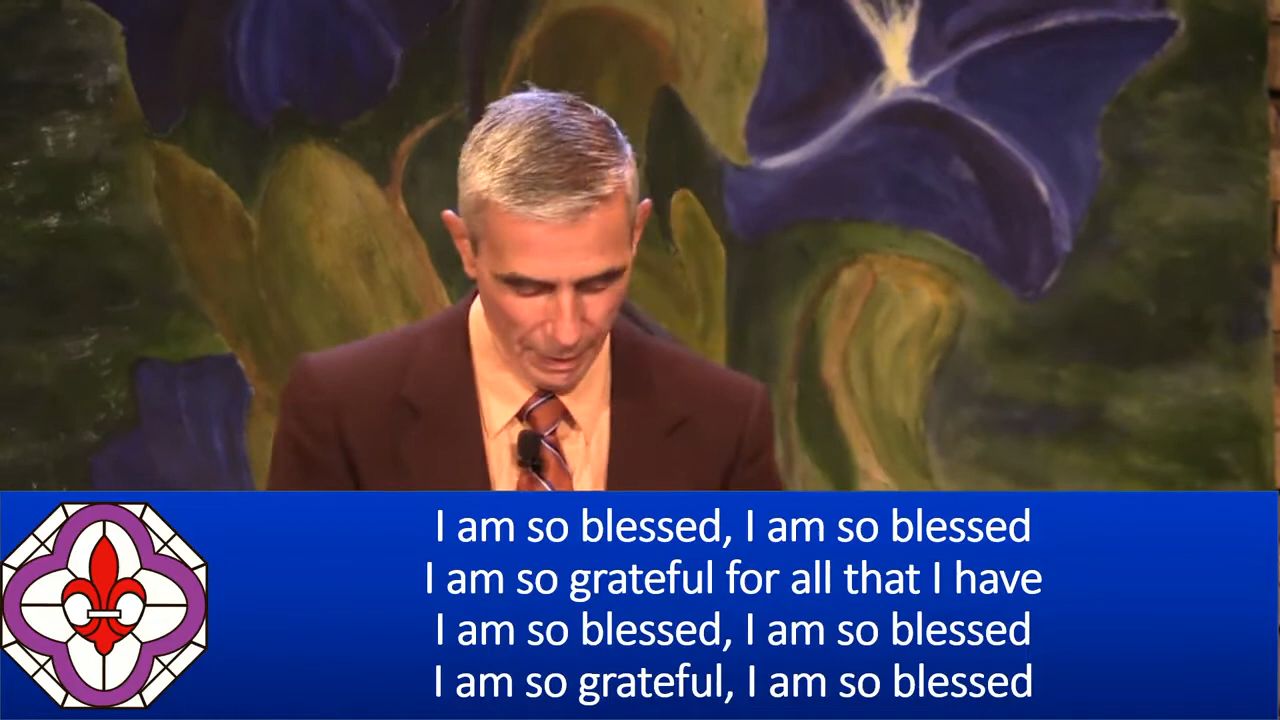 I am so blessed, I am so blessed
I am so grateful for all that I have
I am so blessed, I am so blessed
I am so grateful, I am so blessed